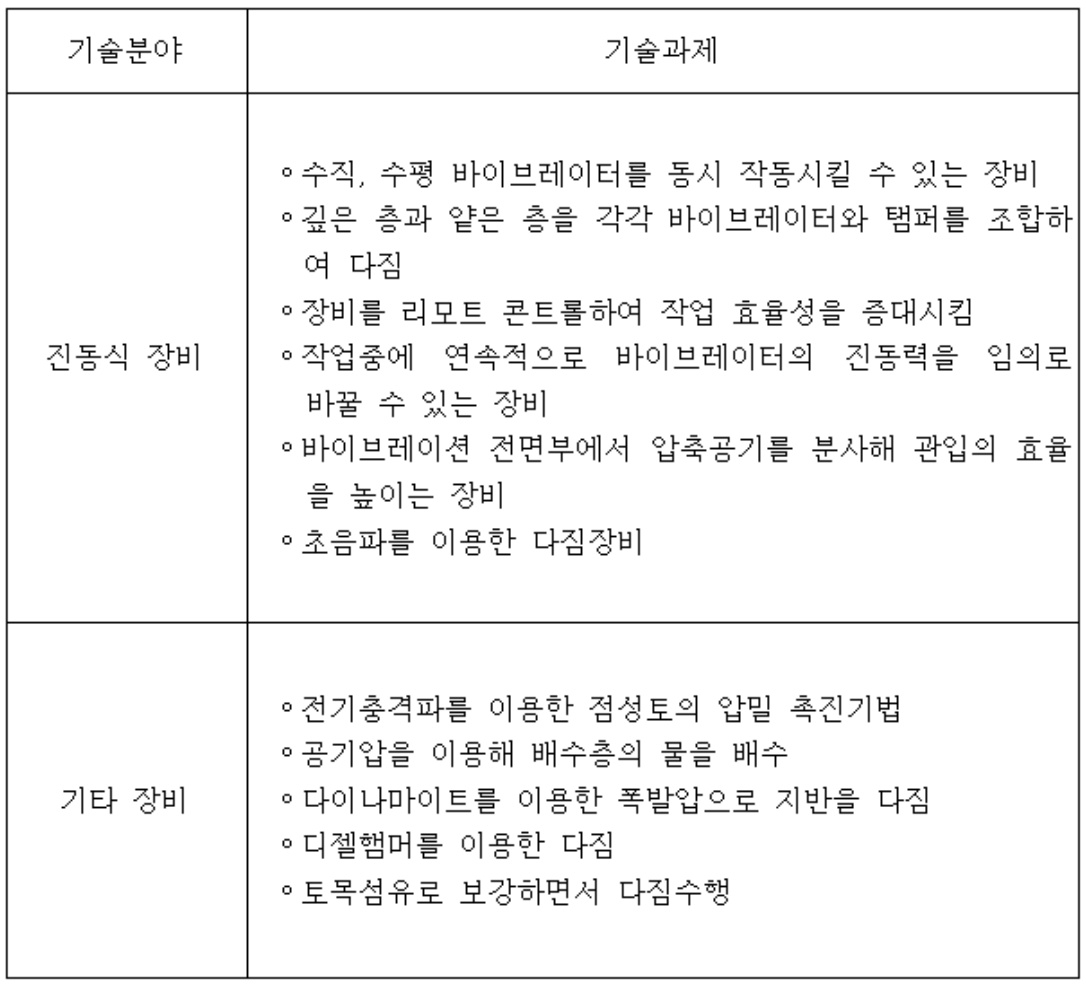 기술분야 기술과제
◦수직, 수평 바이브레이터를 동시 작동시킬 수 있는 장비
◦깊은 층과 얕은 층을 각각 바이브레이터와 탬퍼를 조합하
여 다짐
◦장비를 리모트 콘트롤하여 작업 효율성을 증대시킴
진동식 장비
◦작업중에 연속적으로 바이브레이터의 진동력을 임의로
바꿀 수 있는 장비
◦바이브레이션 전면부에서 압축공기를 분사해 관입의 효율
을 높이는 장비
◦초음파를 이용한 다짐장비
◦전기충격파를 이용한 점성토의 압밀 촉진기법
◦공기압을 이용해 배수층의 물을 배수
기타 장비
◦다이나마이트를 이용한 폭발압으로 지반을 다짐
◦디젤햄머를 이용한 다짐
◦토목섬유로 보강하면서 다짐수행